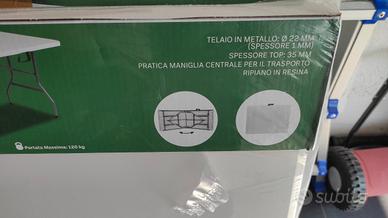 TELAIO IN METALLO: Ø 22 MM
(SPESSORE 1 MM)
SPESSORE TOP: 35 MM
PRATICA MANIGLIA CENTRALE PER IL TRASPORTO
RIPIANO IN RESINA
Portata Massima: 120 kg
subito